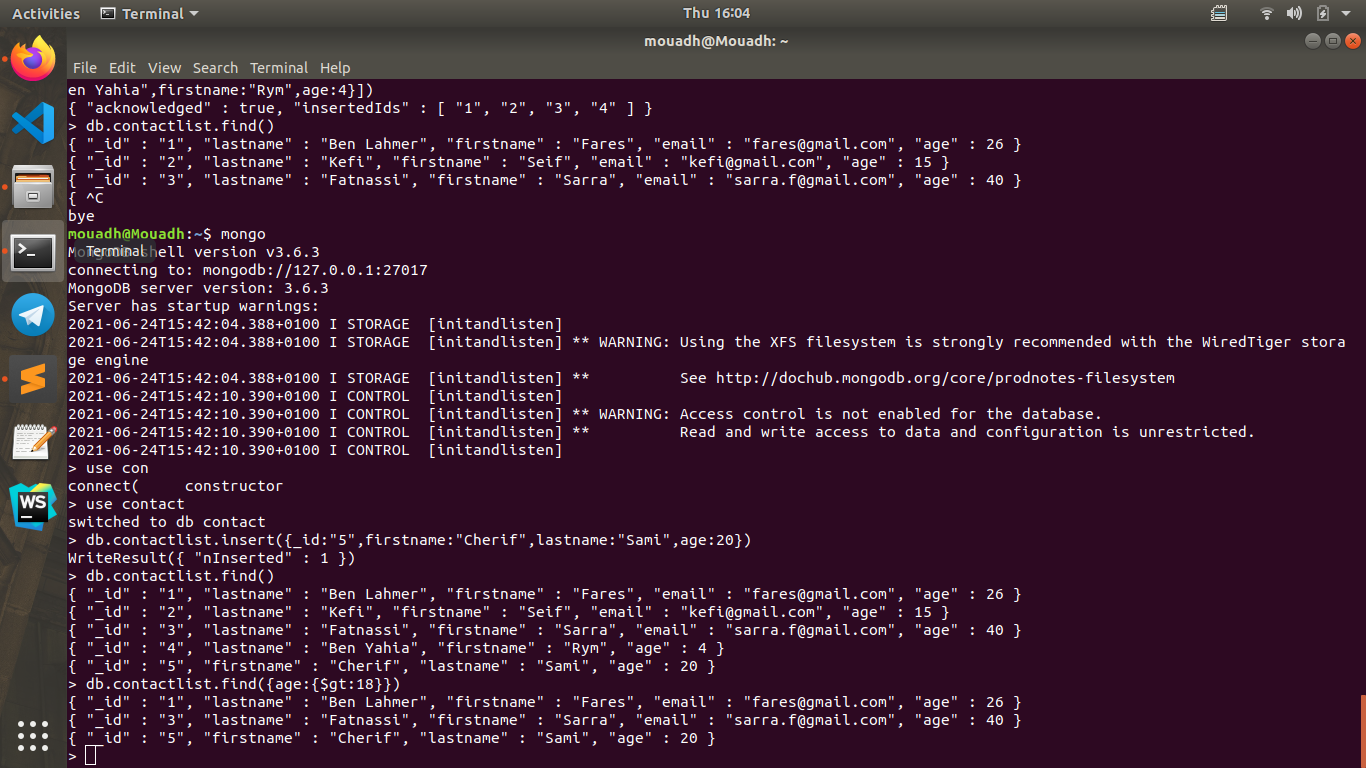 Activities
Terminal
Thu 16:04
mouadh@Mouadh: ~
File Edit View Search Terminal Help
en Yahia",firstname:"Rym",age:4}])
{ "acknowledged" : true, "insertedIds" : [ "1", "2", "3", "4" ] }
> db.contactlist.find()
{ "_id" : "1", "lastname" : "Ben Lahmer", "firstname" : "Fares", "email" : "fares@gmail.com", "age" : 26 }
{ "_id" : "2", "lastname" : "Kefi", "firstname" : "Seif", "email" : "kefi@gmail.com", "age" : 15 }
{ "_id" : "3", "lastname" : "Fatnassi", "firstname" : "Sarra", "email" : "sarra.f@gmail.com", "age" : 40 }
{ ^C
bye
mouadh@Mouadh:~$ mongo
MongoDB shell version v3.6.3
Terminal
connecting to: mongodb://127.0.0.1:27017
MongoDB server version: 3.6.3
Server has startup warnings:
2021-06-24T15:42:04.388+0100 I STORAGE  [initandlisten]
2021-06-24T15:42:04.388+0100 I STORAGE  [initandlisten] ** WARNING: Using the XFS filesystem is strongly recommended with the WiredTiger stora
ge engine
2021-06-24T15:42:04.388+0100 I STORAGE  [initandlisten] **          See http://dochub.mongodb.org/core/prodnotes-filesystem
2021-06-24T15:42:10.390+0100 I CONTROL  [initandlisten]
2021-06-24T15:42:10.390+0100 I CONTROL  [initandlisten] ** WARNING: Access control is not enabled for the database.
2021-06-24T15:42:10.390+0100 I CONTROL  [initandlisten] **          Read and write access to data and configuration is unrestricted.
2021-06-24T15:42:10.390+0100 I CONTROL  [initandlisten]
> use con
connect(     constructor
> use contact
switched to db contact
> db.contactlist.insert({_id:"5",firstname:"Cherif",lastname:"Sami",age:20})
WriteResult({ "nInserted" : 1 })
> db.contactlist.find()
{ "_id" : "1", "lastname" : "Ben Lahmer", "firstname" : "Fares", "email" : "fares@gmail.com", "age" : 26 }
{ "_id" : "2", "lastname" : "Kefi", "firstname" : "Seif", "email" : "kefi@gmail.com", "age" : 15 }
{ "_id" : "3", "lastname" : "Fatnassi", "firstname" : "Sarra", "email" : "sarra.f@gmail.com", "age" : 40 }
{ "_id" : "4", "lastname" : "Ben Yahia", "firstname" : "Rym", "age" : 4 }
{ "_id" : "5", "firstname" : "Cherif", "lastname" : "Sami", "age" : 20 }
> db.contactlist.find({age:{$gt:18}})
{ "_id" : "1", "lastname" : "Ben Lahmer", "firstname" : "Fares", "email" : "fares@gmail.com", "age" : 26 }
{ "_id" : "3", "lastname" : "Fatnassi", "firstname" : "Sarra", "email" : "sarra.f@gmail.com", "age" : 40 }
{ "_id" : "5", "firstname" : "Cherif", "lastname" : "Sami", "age" : 20 }
>
WS